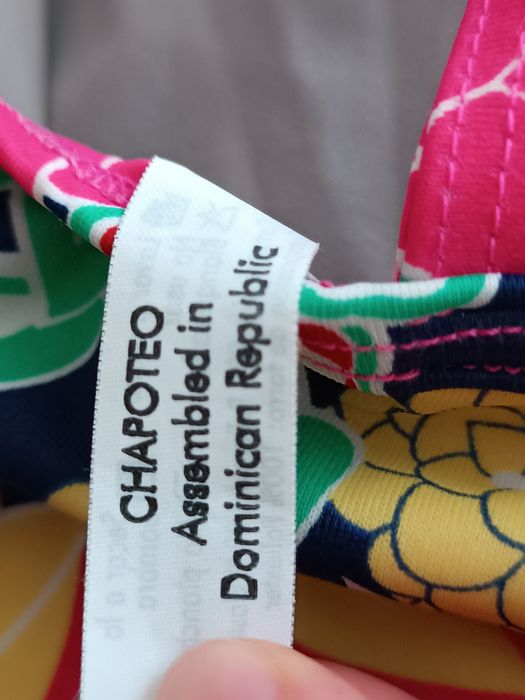 CHAPOTEO
Assembled in
Dominican Republic